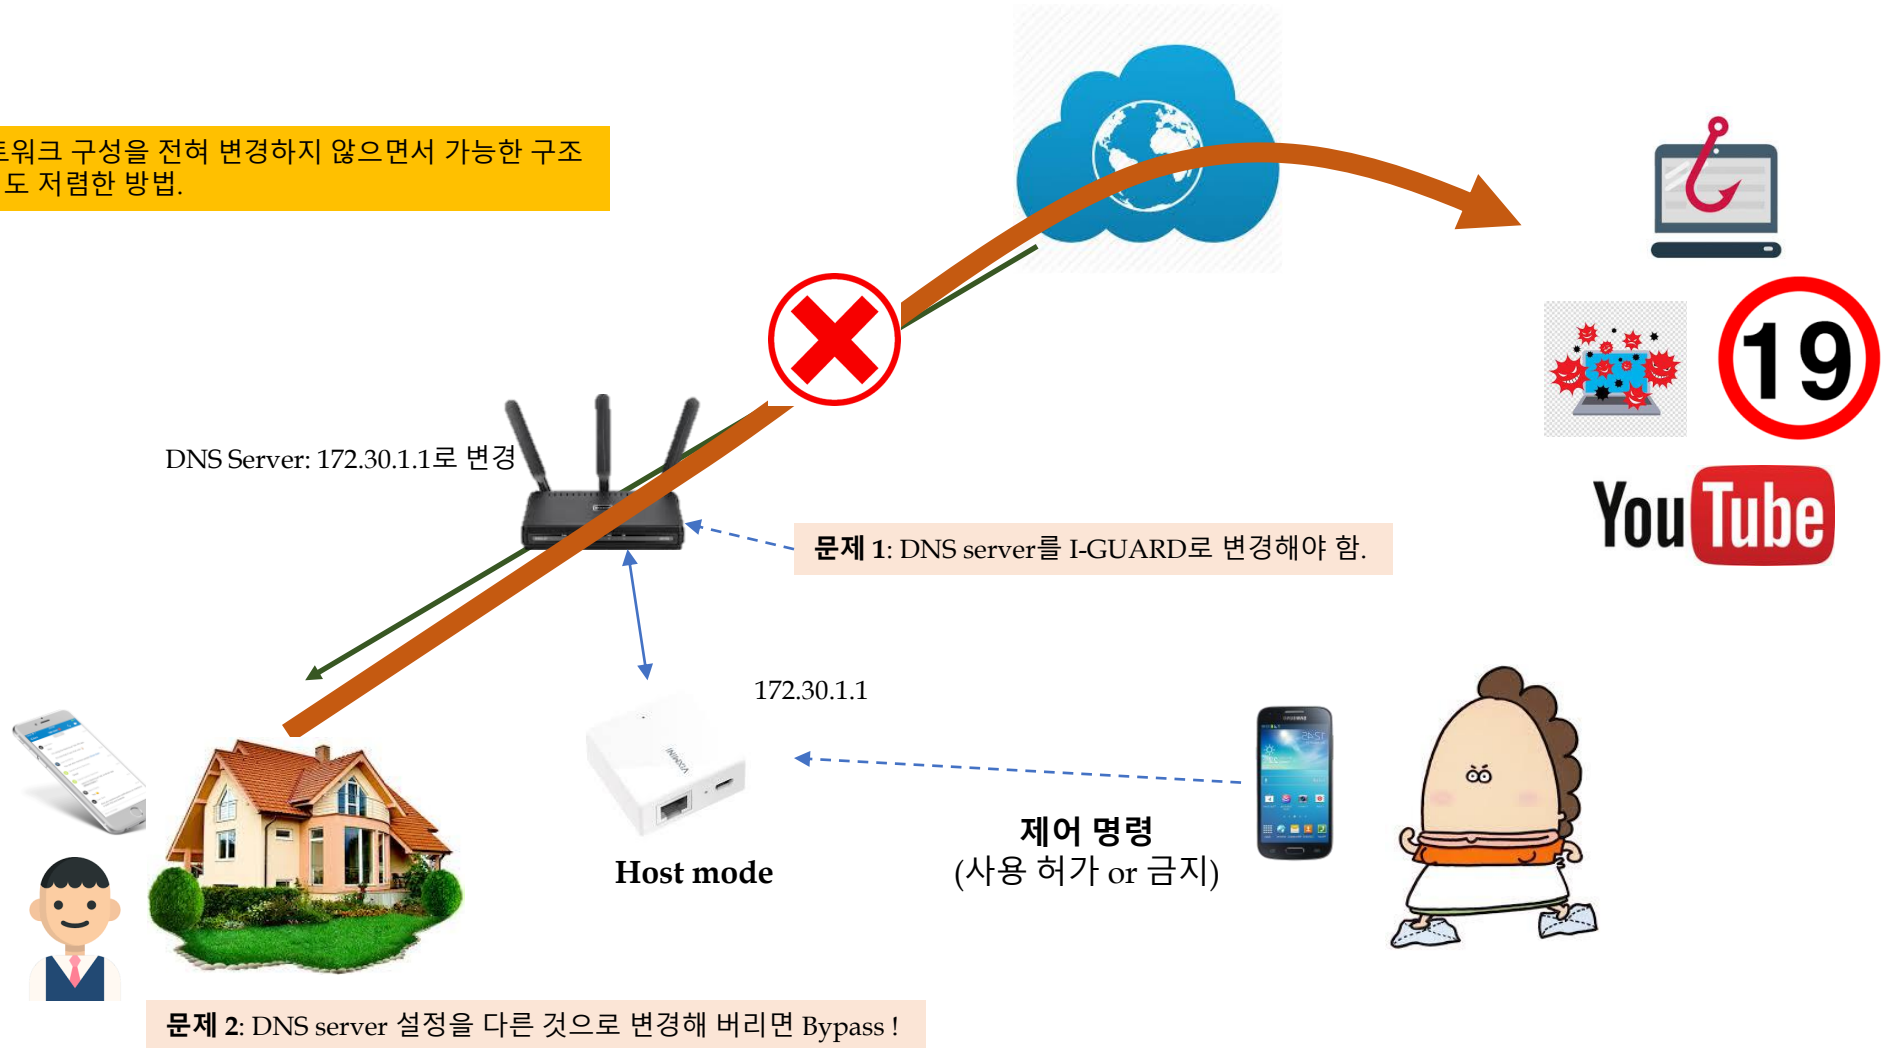 트워크 구성을 전혀 변경하지 않으면서 가능한 구조
도 저렴한 방법.
19
DNS Server: 172.30.1.1로 변경
YouTube
문제 1: DNS server를 I-GUARD로 변경해야 함.
172.30.1.1
VIXMINI
SAMSUNG
제어 명령
(사용 허가 or 금지)
Host mode
문제 2: DNS server 설정을 다른 것으로 변경해 버리면 Bypass !